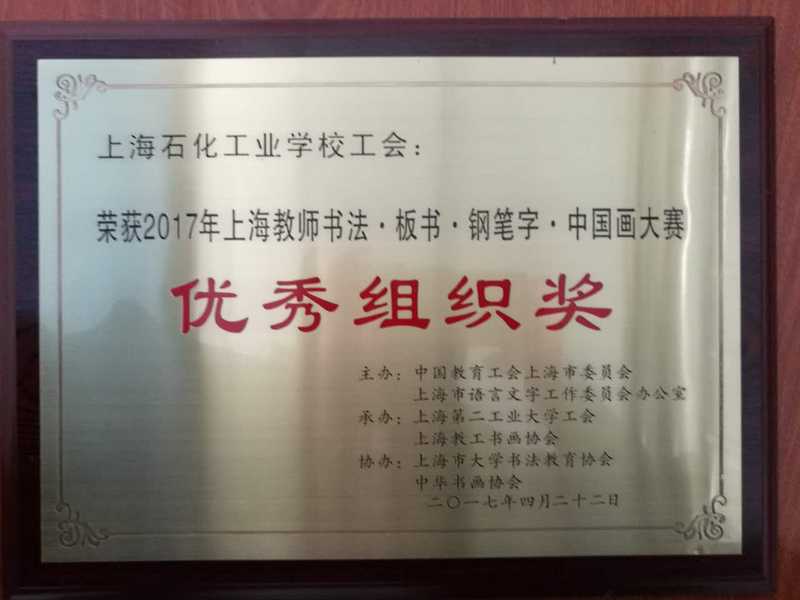 上海石化工业学校工会：
荣获2017年上海教师书法·板书·钢笔字·中国画大赛
优秀组织奖
主办：中国教育工会上海市委员会
上海市语言文字工作委员会办公室
承办：上海第二工业大学工会
上海教工书画协会
协办：上海市大学书法教育协会
中华书画协会
二〇一七年四月二十二日